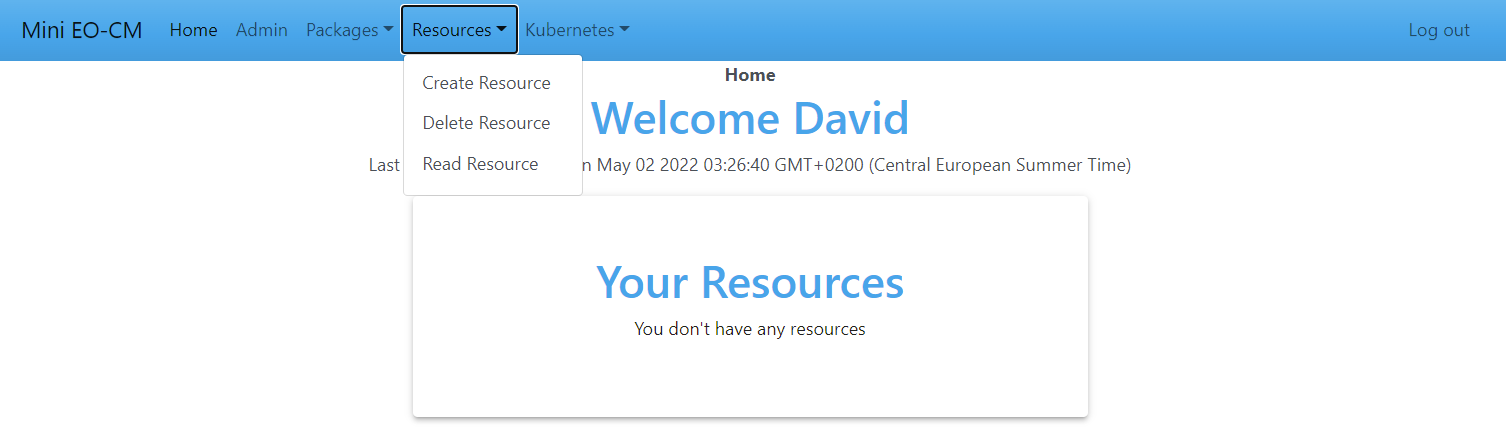 Mini EO-CM Home Admin Packages Resources Kubernetes Log out
Create Resource
Delete Resource
Read Resource
Home
Welcome David
Last n May 02 2022 03:26:40 GMT+0200 (Central European Summer Time)
Your Resources
You don't have any resources